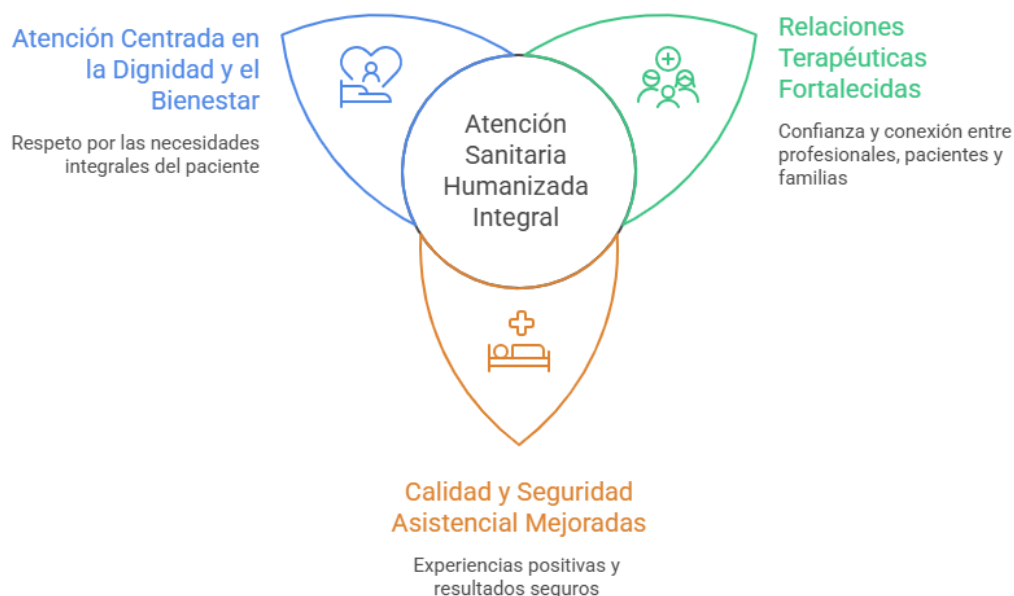 Atención Centrada en
la Dignidad y el
Bienestar
Respeto por las necesidades
integrales del paciente
Atención
Sanitaria
Humanizada
Integral
Relaciones
Terapéuticas
Fortalecidas
Confianza y conexión entre
profesionales, pacientes y
familias
Calidad y Seguridad
Asistencial Mejoradas
Experiencias positivas y
resultados seguros